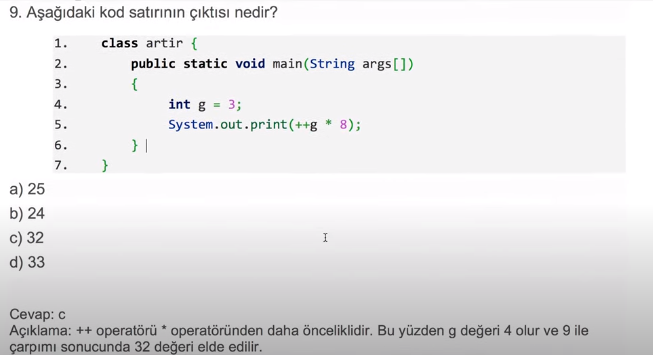 9. Aşağıdaki kod satırının çıktısı nedir?
1. class artir {
2. public static void main(String args[])
3. {
4. int g = 3;
5. System.out.print(++g * 8);
6. }
7. }
a) 25
b) 24
c) 32
d) 33
Cevap: c
Açıklama: ++ operatörü * operatöründen daha önceliklidir. Bu yüzden g değeri 4 olur ve 9 ile
çarpımı sonucunda 32 değeri elde edilir.